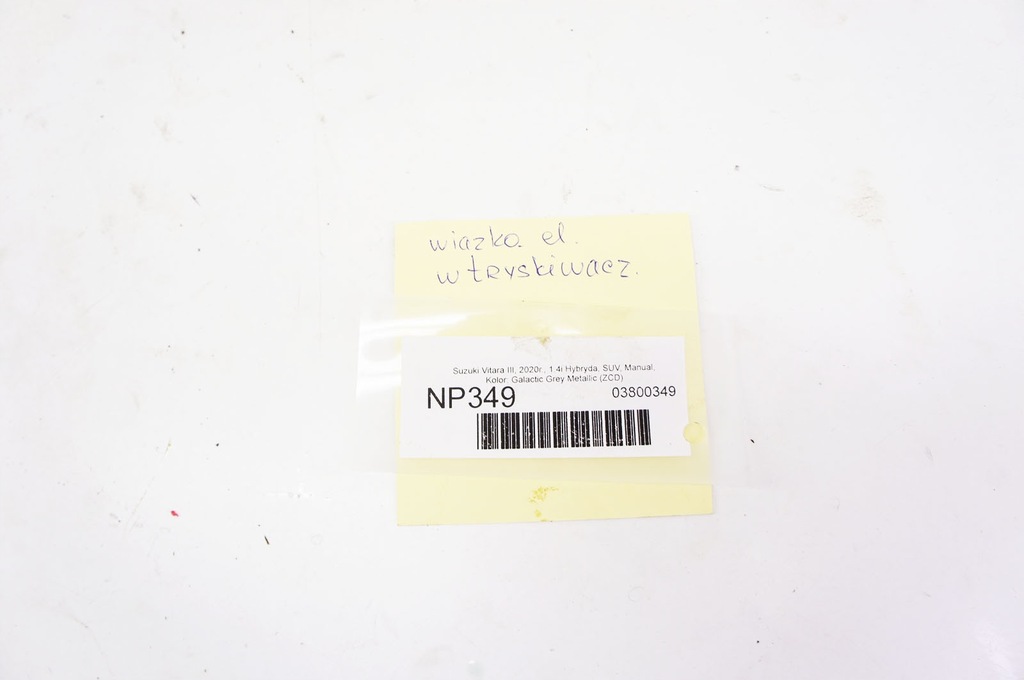 wiazka. el.
wtryskiwacz.
Suzuki Vitara III, 2020r., 1.4i Hybryda, SUV, Manual,
Kolor: Galactic Grey Metallic (ZCD)
NP349 03800349